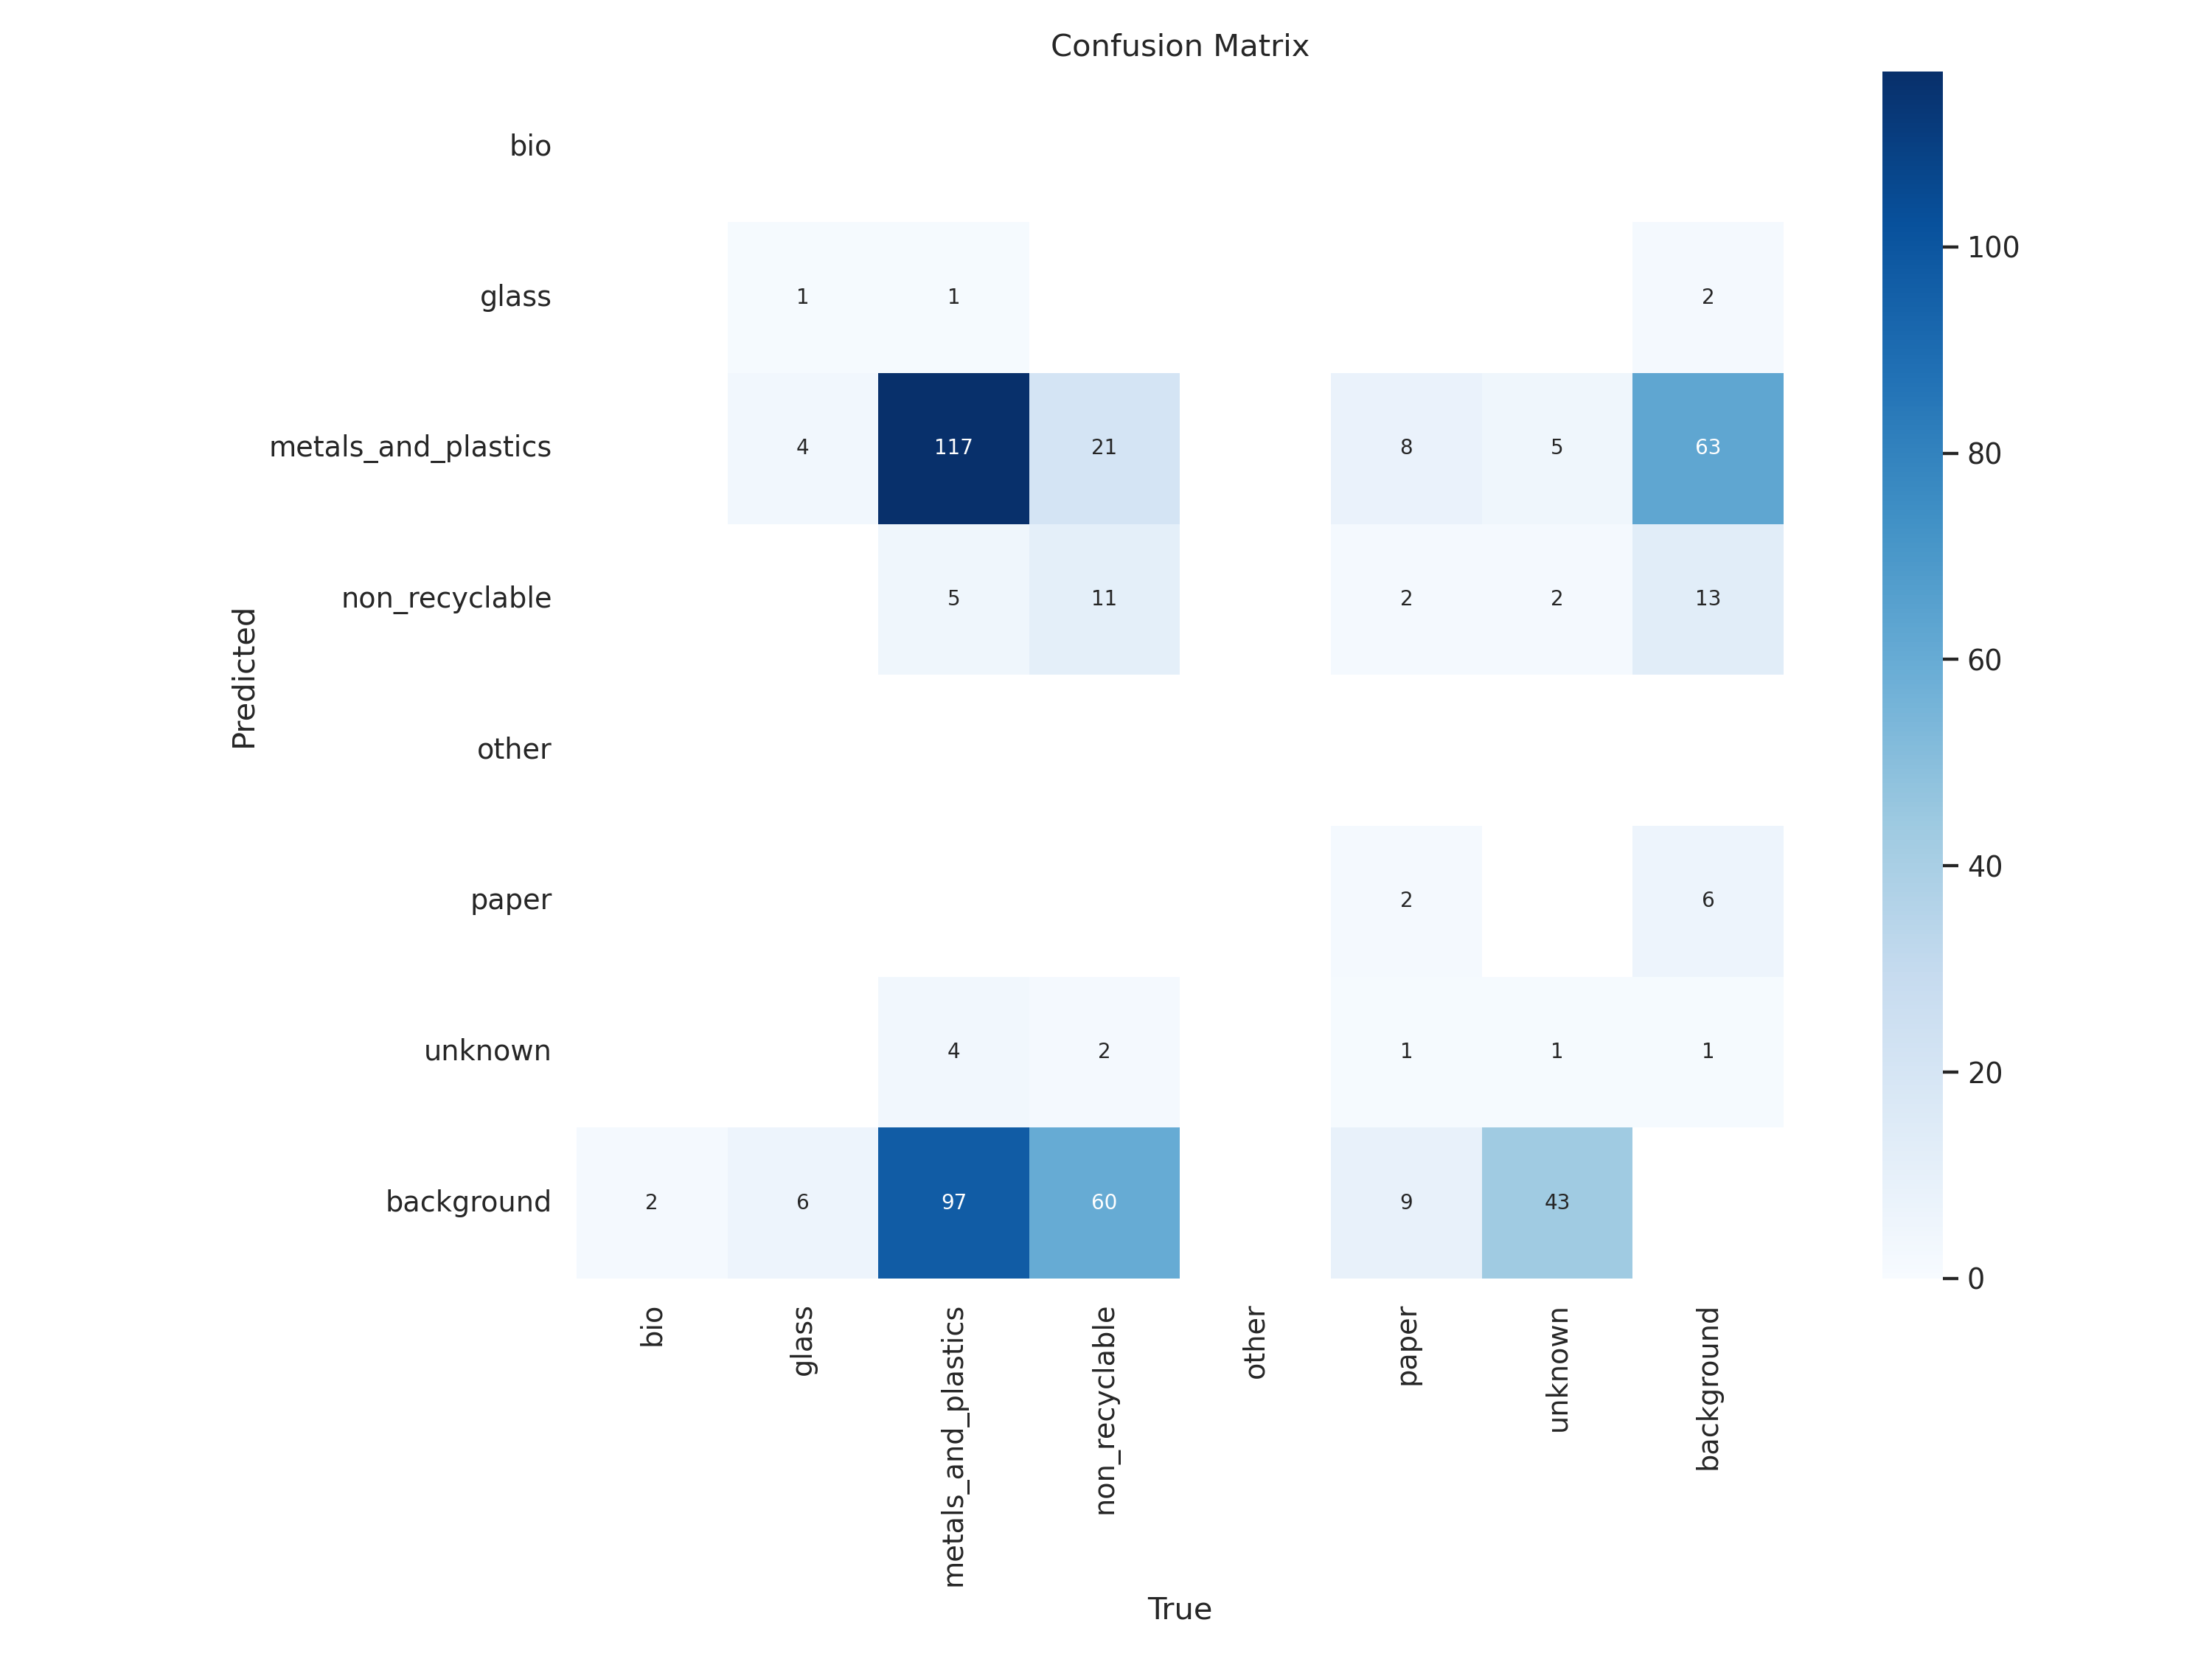 Confusion Matrix
bio
glass
1 1 2
metals_and_plastics
4 117 21 8 5 63
non_recyclable
5 11 2 2 13
other
paper
2 6
unknown
4 2 1 1 1
background
2 6 97 60 9 43
Predicted
bio
glass
metals_and_plastics
non_recyclable
other
paper
unknown
background
True
100
80
60
40
20
0